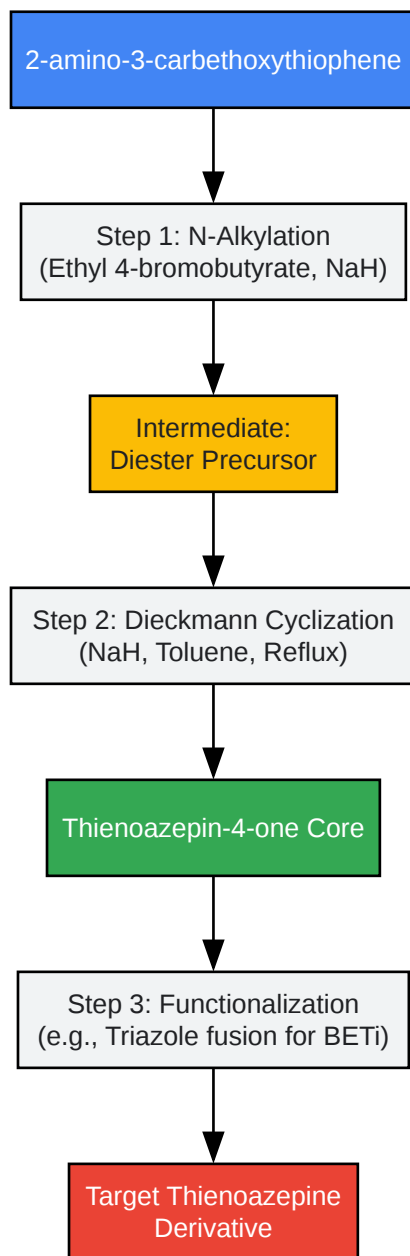 2-amino-3-carbethoxythiophene
Step 1: N-Alkylation
(Ethyl 4-bromobutyrate, NaH)
Intermediate:
Diester Precursor
Step 2: Dieckmann Cyclization
(NaH, Toluene, Reflux)
Thienoazepin-4-one Core
Step 3: Functionalization
(e.g., Triazole fusion for BETi)
Target Thienoazepine
Derivative